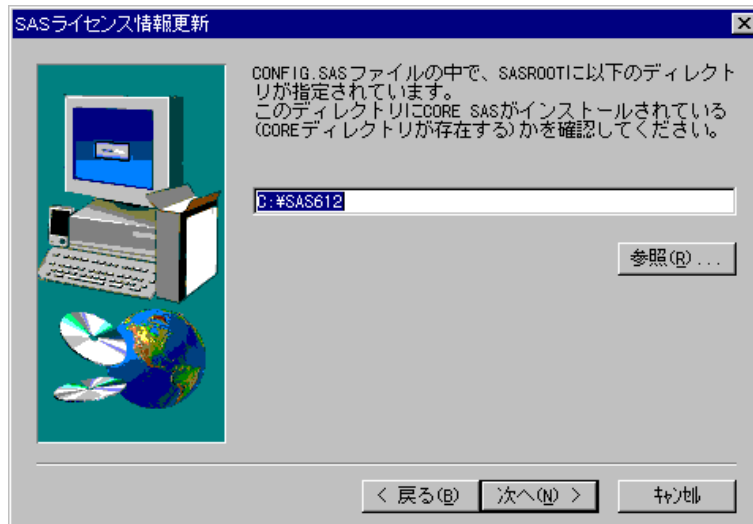 SASライセンス情報更新
CONFIG.SASファイルの中で、SASROOTに以下のディレクト
リが指定されています。
このディレクトリにCORE SASがインストールされている
(COREディレクトリが存在する)かを確認してください。
C:¥SAS612
参照(R)...
< 戻る(B)
次へ(N) >
ｷｬﾝｾﾙ